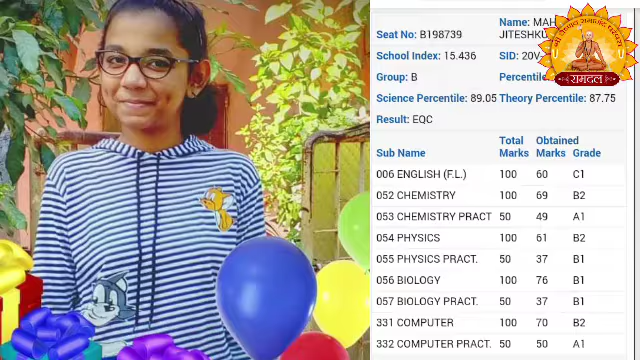 Name: MAH
Seat No: B198739 JITESHKU
School Index: 15.436 SID: 20V
Group: B Percentile:
Science Percentile: 89.05 Theory Percentile: 87.75
Result: EQC
Sub Name Total Marks Obtained Marks Grade
006 ENGLISH (F.L.) 100 60 C1
052 CHEMISTRY 100 69 B2
053 CHEMISTRY PRACT 50 49 A1
054 PHYSICS 100 61 B2
055 PHYSICS PRACT. 50 37 B1
056 BIOLOGY 100 76 B1
057 BIOLOGY PRACT. 50 37 B1
331 COMPUTER 100 70 B2
332 COMPUTER PRACT. 50 50 A1
रामदल